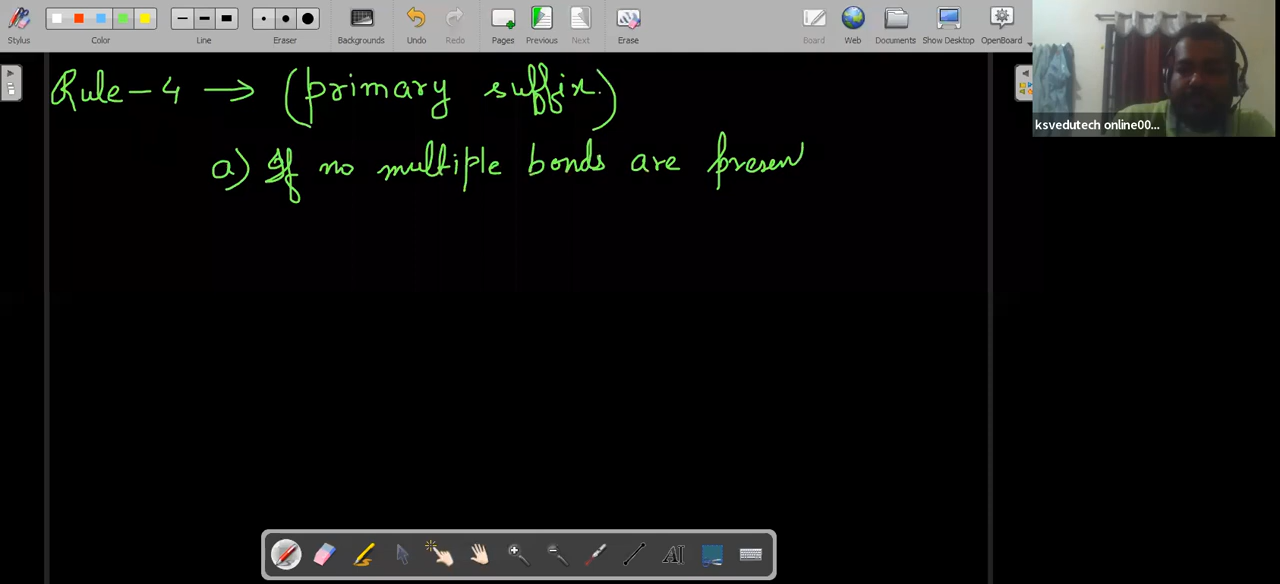 Stylus
Color
Line
Eraser
Backgrounds
Undo
Redo
Pages
Previous
Next
Erase
Board
Web
Documents
Show Desktop
OpenBoard
ksvedutech online00...
Rule-4 → (primary suffix.)
a) If no multiple bonds are presen
AI